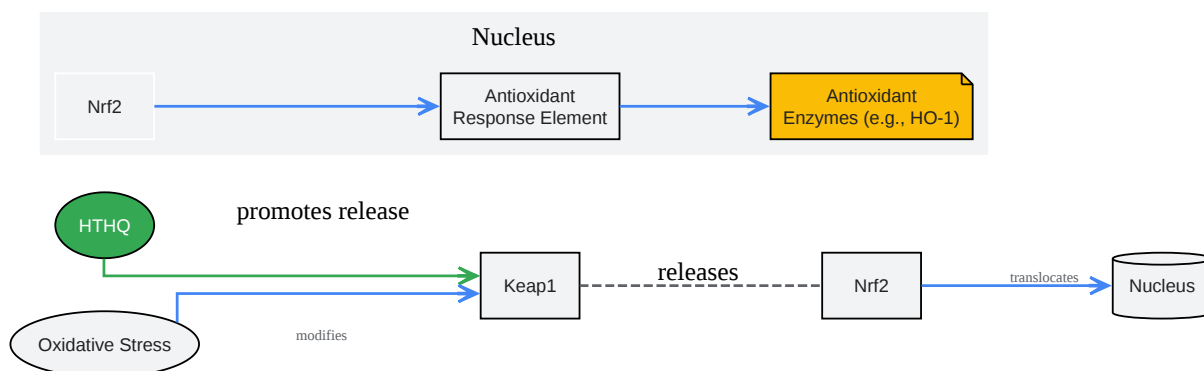 Nucleus
Nrf2
Antioxidant
Response Element
Antioxidant
Enzymes (e.g., HO-1)
HTHQ
promotes release
Keap1
releases
Nrf2
translocates
Nucleus
Oxidative Stress
modifies